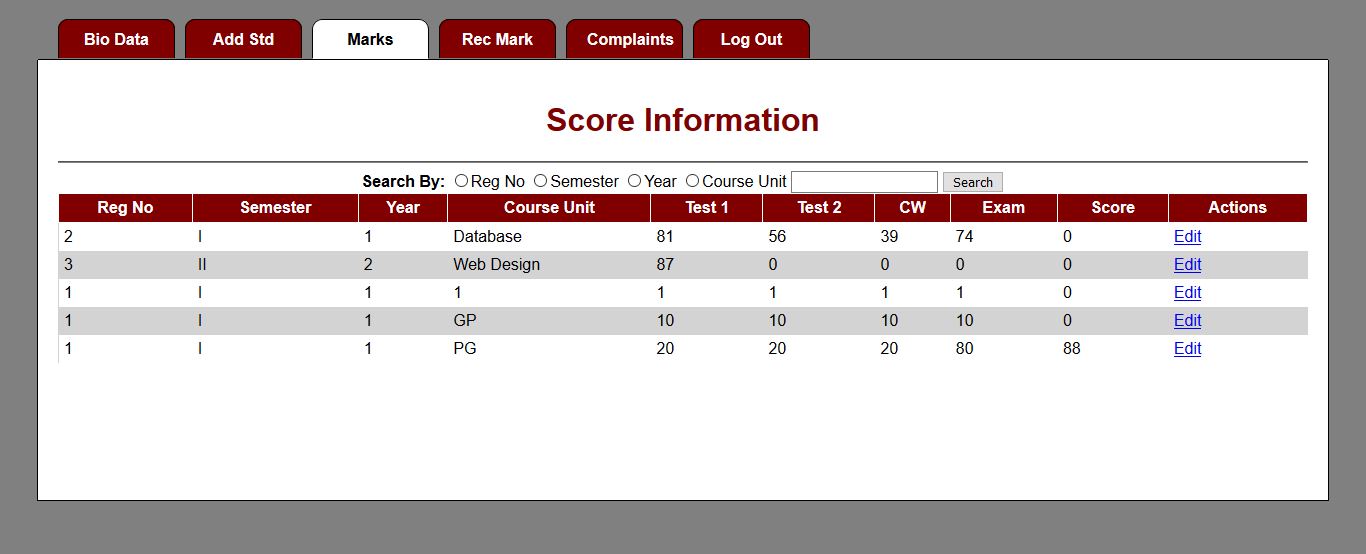 Bio Data Add Std Marks Rec Mark Complaints Log Out
Score Information
Search By: Reg No Semester Year Course Unit Search
Reg No Semester Year Course Unit Test 1 Test 2 CW Exam Score Actions
2 I 1 Database 81 56 39 74 0 Edit
3 II 2 Web Design 87 0 0 0 0 Edit
1 I 1 1 1 1 1 1 0 Edit
1 I 1 GP 10 10 10 10 0 Edit
1 I 1 PG 20 20 20 80 88 Edit